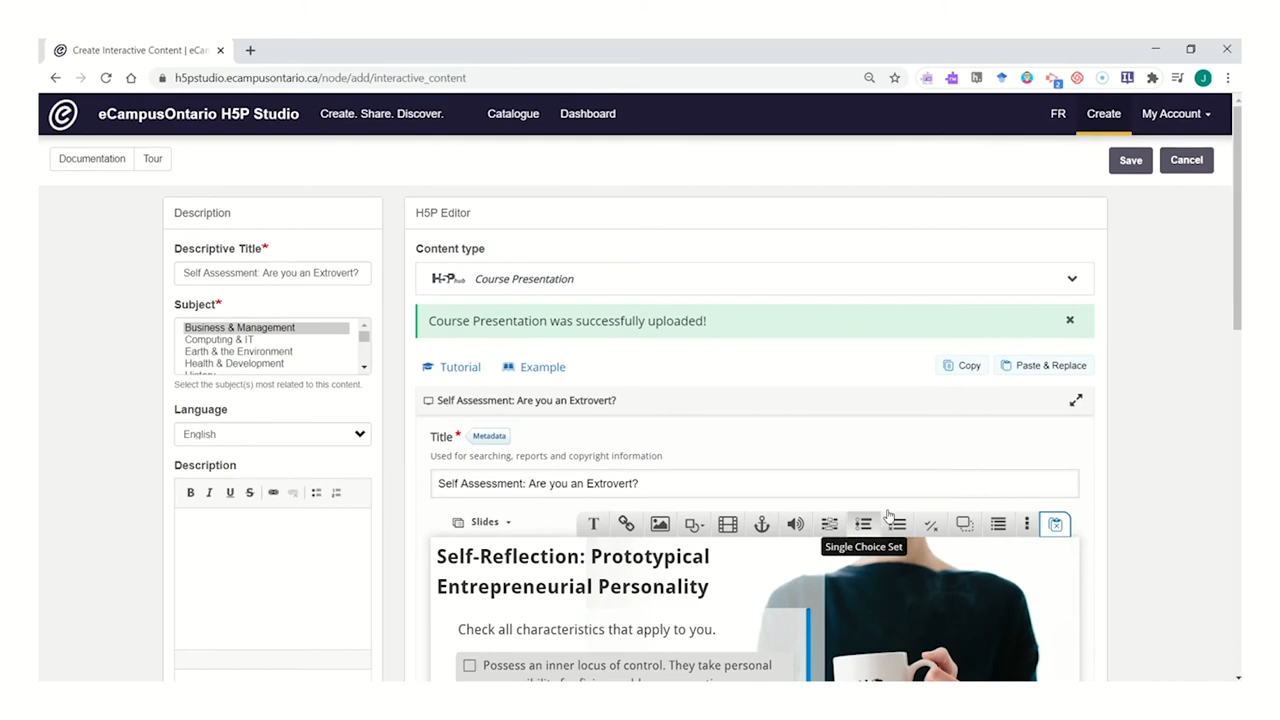 Create Interactive Content | eCam
h5pstudio.ecampusontario.ca/node/add/interactive_content
2
J
eCampusOntario H5P Studio
Create. Share. Discover.
Catalogue
Dashboard
FR
Create
My Account
Documentation
Tour
Save
Cancel
Description
H5P Editor
Descriptive Title*
Self Assessment: Are you an Extrovert?
Subject*
Business & Management
Computing & IT
Earth & the Environment
Health & Development
Select the subject(s) most related to this content.
Language
English
Description
B I U S
Content type
H5P hub Course Presentation
Course Presentation was successfully uploaded!
Tutorial
Example
Copy
Paste & Replace
Self Assessment: Are you an Extrovert?
Title * Metadata
Used for searching, reports and copyright information
Self Assessment: Are you an Extrovert?
Slides
T
Single Choice Set
Self-Reflection: Prototypical
Entrepreneurial Personality
Check all characteristics that apply to you.
Possess an inner locus of control. They take personal